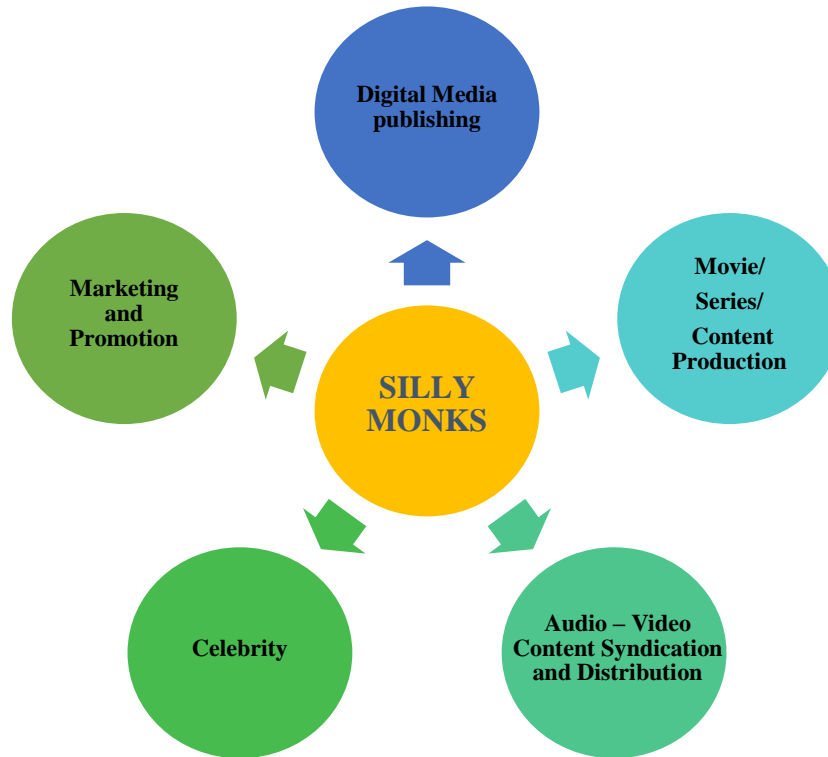 Digital Media
publishing
Marketing
and
Promotion
Movie/
Series/
Content
Production
SILLY
MONKS
Celebrity
Audio – Video
Content Syndication
and Distribution